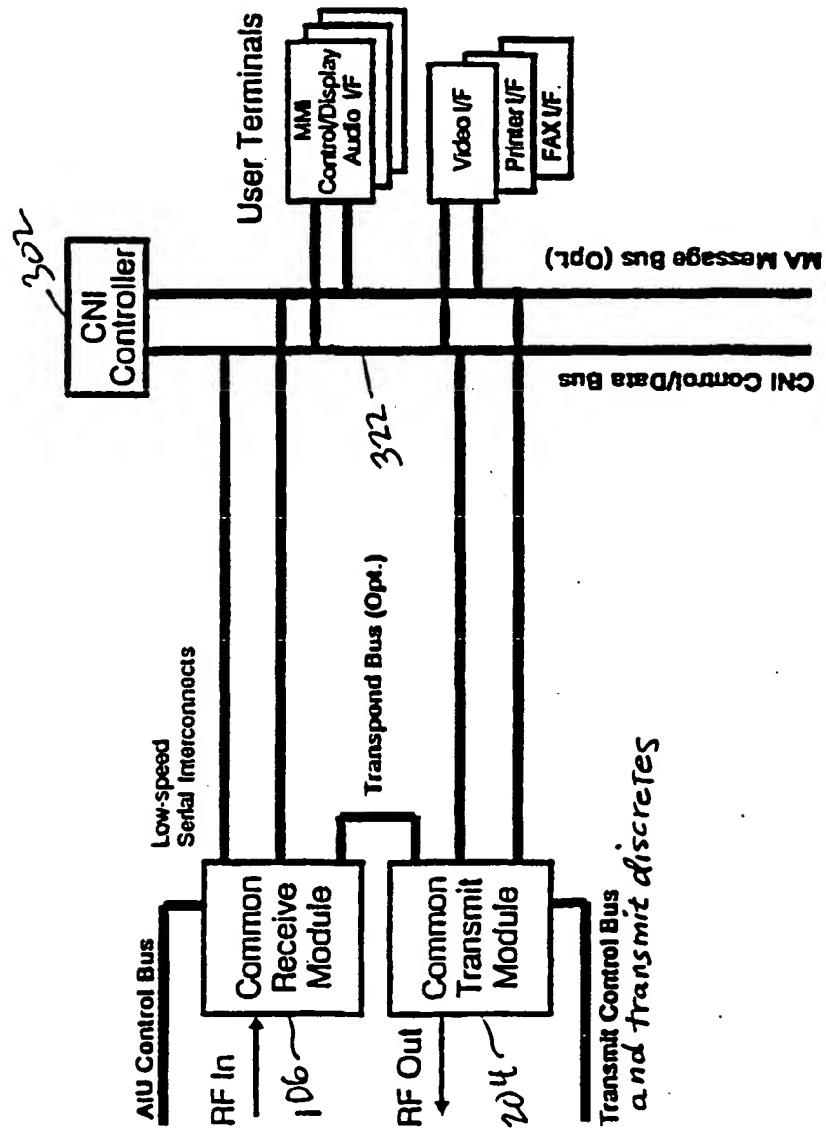 AIU Control Bus
RF In
106
Common
Receive
Module
Low-speed
Serial Interconnects
Transpond Bus (Opt.)
RF Out
204
Common
Transmit
Module
Transmit Control Bus
and transmit discretes
302
CNI
Controller
322
User Terminals
MMI
Control/Display
Audio I/F
Video I/F
Printer I/F
FAX I/F.
CNI Control/Data Bus
MA Message Bus (Opt.)